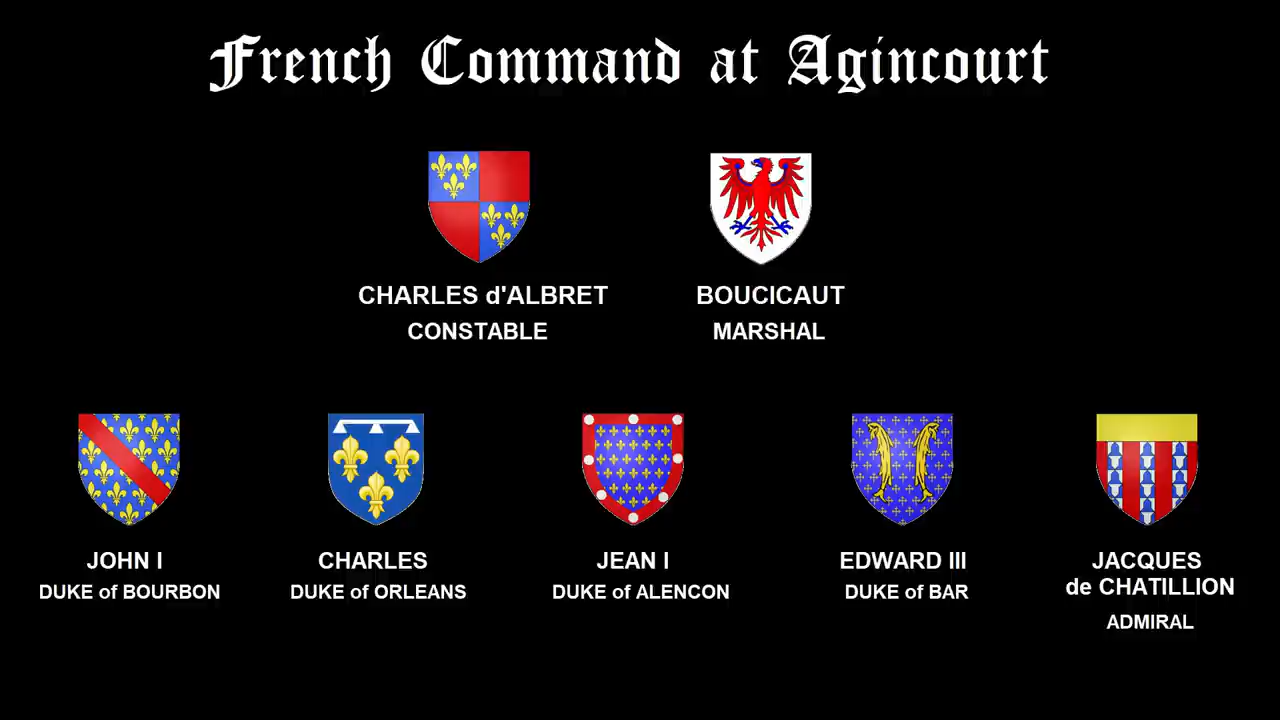 French Command at Agincourt
CHARLES d'ALBRET
CONSTABLE
BOUCICAUT
MARSHAL
JOHN I
DUKE of BOURBON
CHARLES
DUKE of ORLEANS
JEAN I
DUKE of ALENCON
EDWARD III
DUKE of BAR
JACQUES
de CHATILLION
ADMIRAL